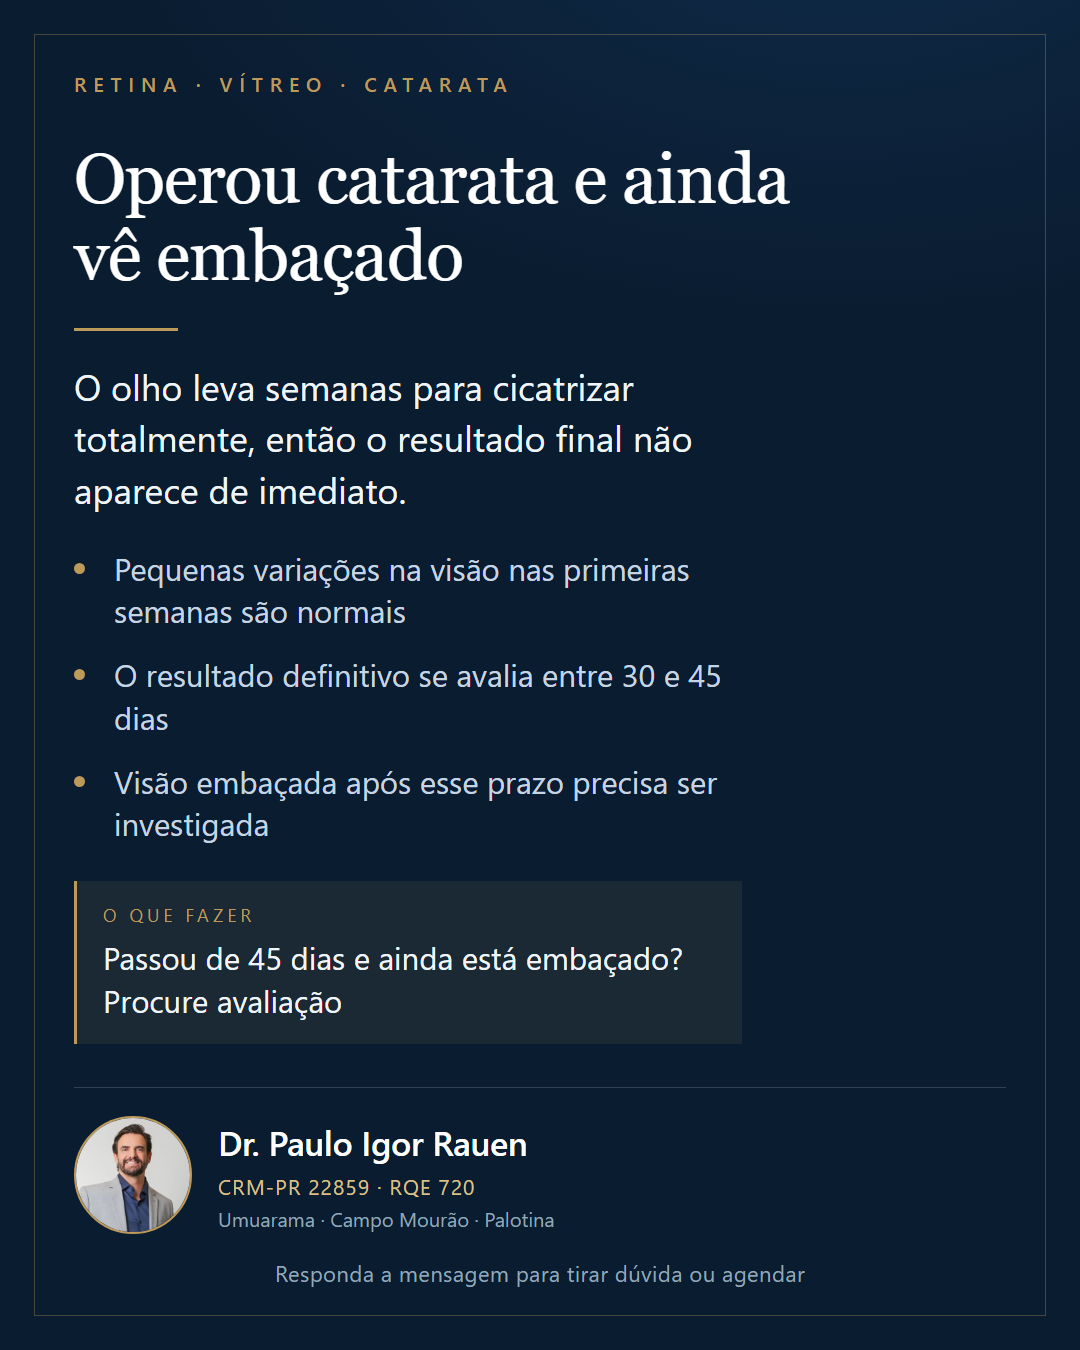 RETINA · VÍTREO · CATARATA
Operou catarata e ainda
vê embaçado
O olho leva semanas para cicatrizar
totalmente, então o resultado final não
aparece de imediato.
• Pequenas variações na visão nas primeiras
semanas são normais
• O resultado definitivo se avalia entre 30 e 45
dias
• Visão embaçada após esse prazo precisa ser
investigada
O QUE FAZER
Passou de 45 dias e ainda está embaçado?
Procure avaliação
Dr. Paulo Igor Rauen
CRM-PR 22859 · RQE 720
Umuarama · Campo Mourão · Palotina
Responda a mensagem para tirar dúvida ou agendar